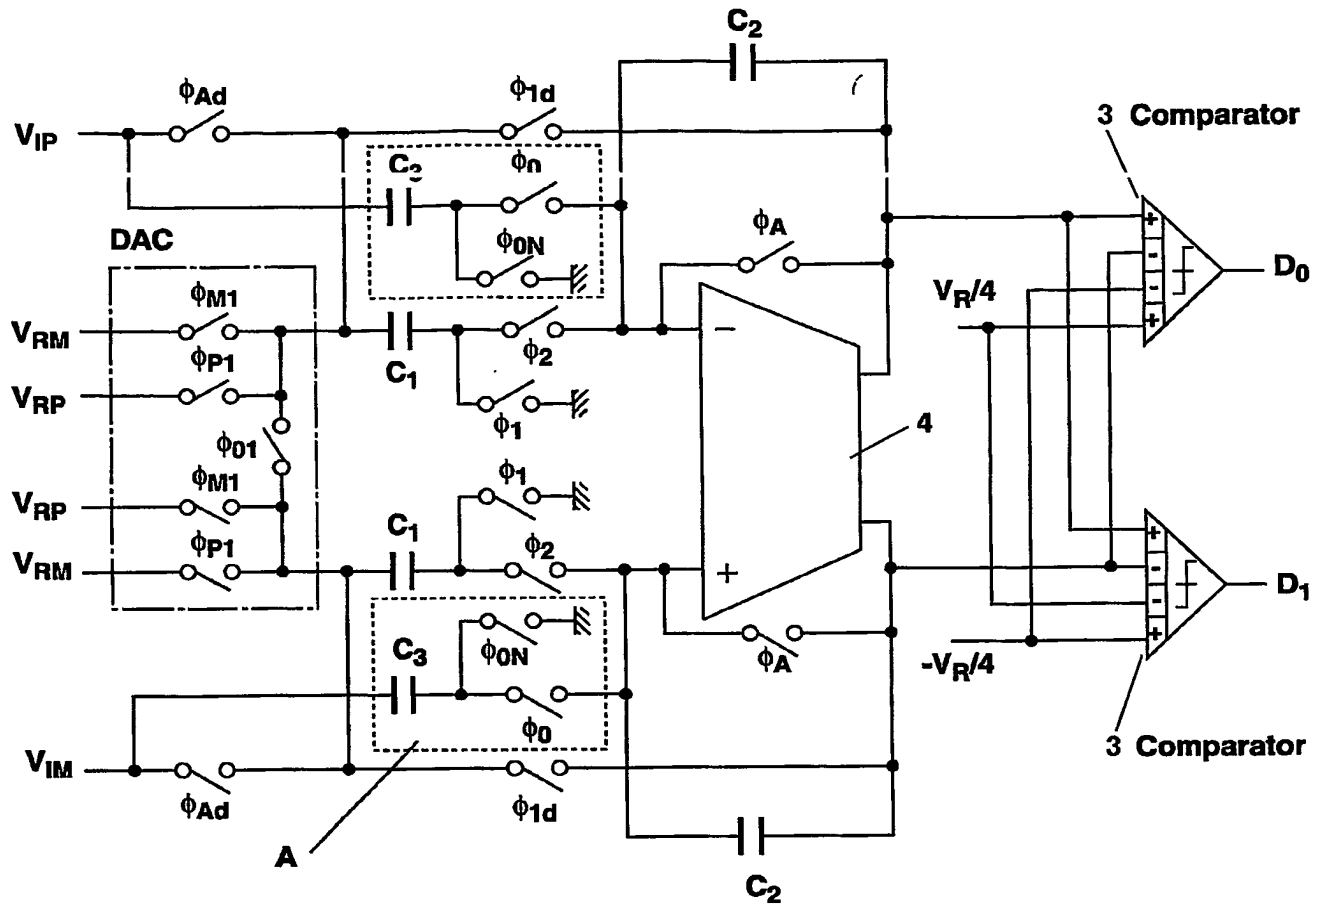 C2
ϕAd
ϕ1d
VIP
3 Comparator
C3
ϕ0
ϕ0N
ϕA
DAC
D0
VR/4
ϕM1
VRM
ϕP1
C1
ϕ2
VRP
ϕ1
4
ϕ01
ϕM1
ϕ1
VRP
C1
ϕ2
ϕP1
VRM
D1
ϕ0N
C3
ϕA
-VR/4
ϕ0
VIM
3 Comparator
ϕAd
ϕ1d
A
C2
+
-
-
+
+
-
-
+
−
+